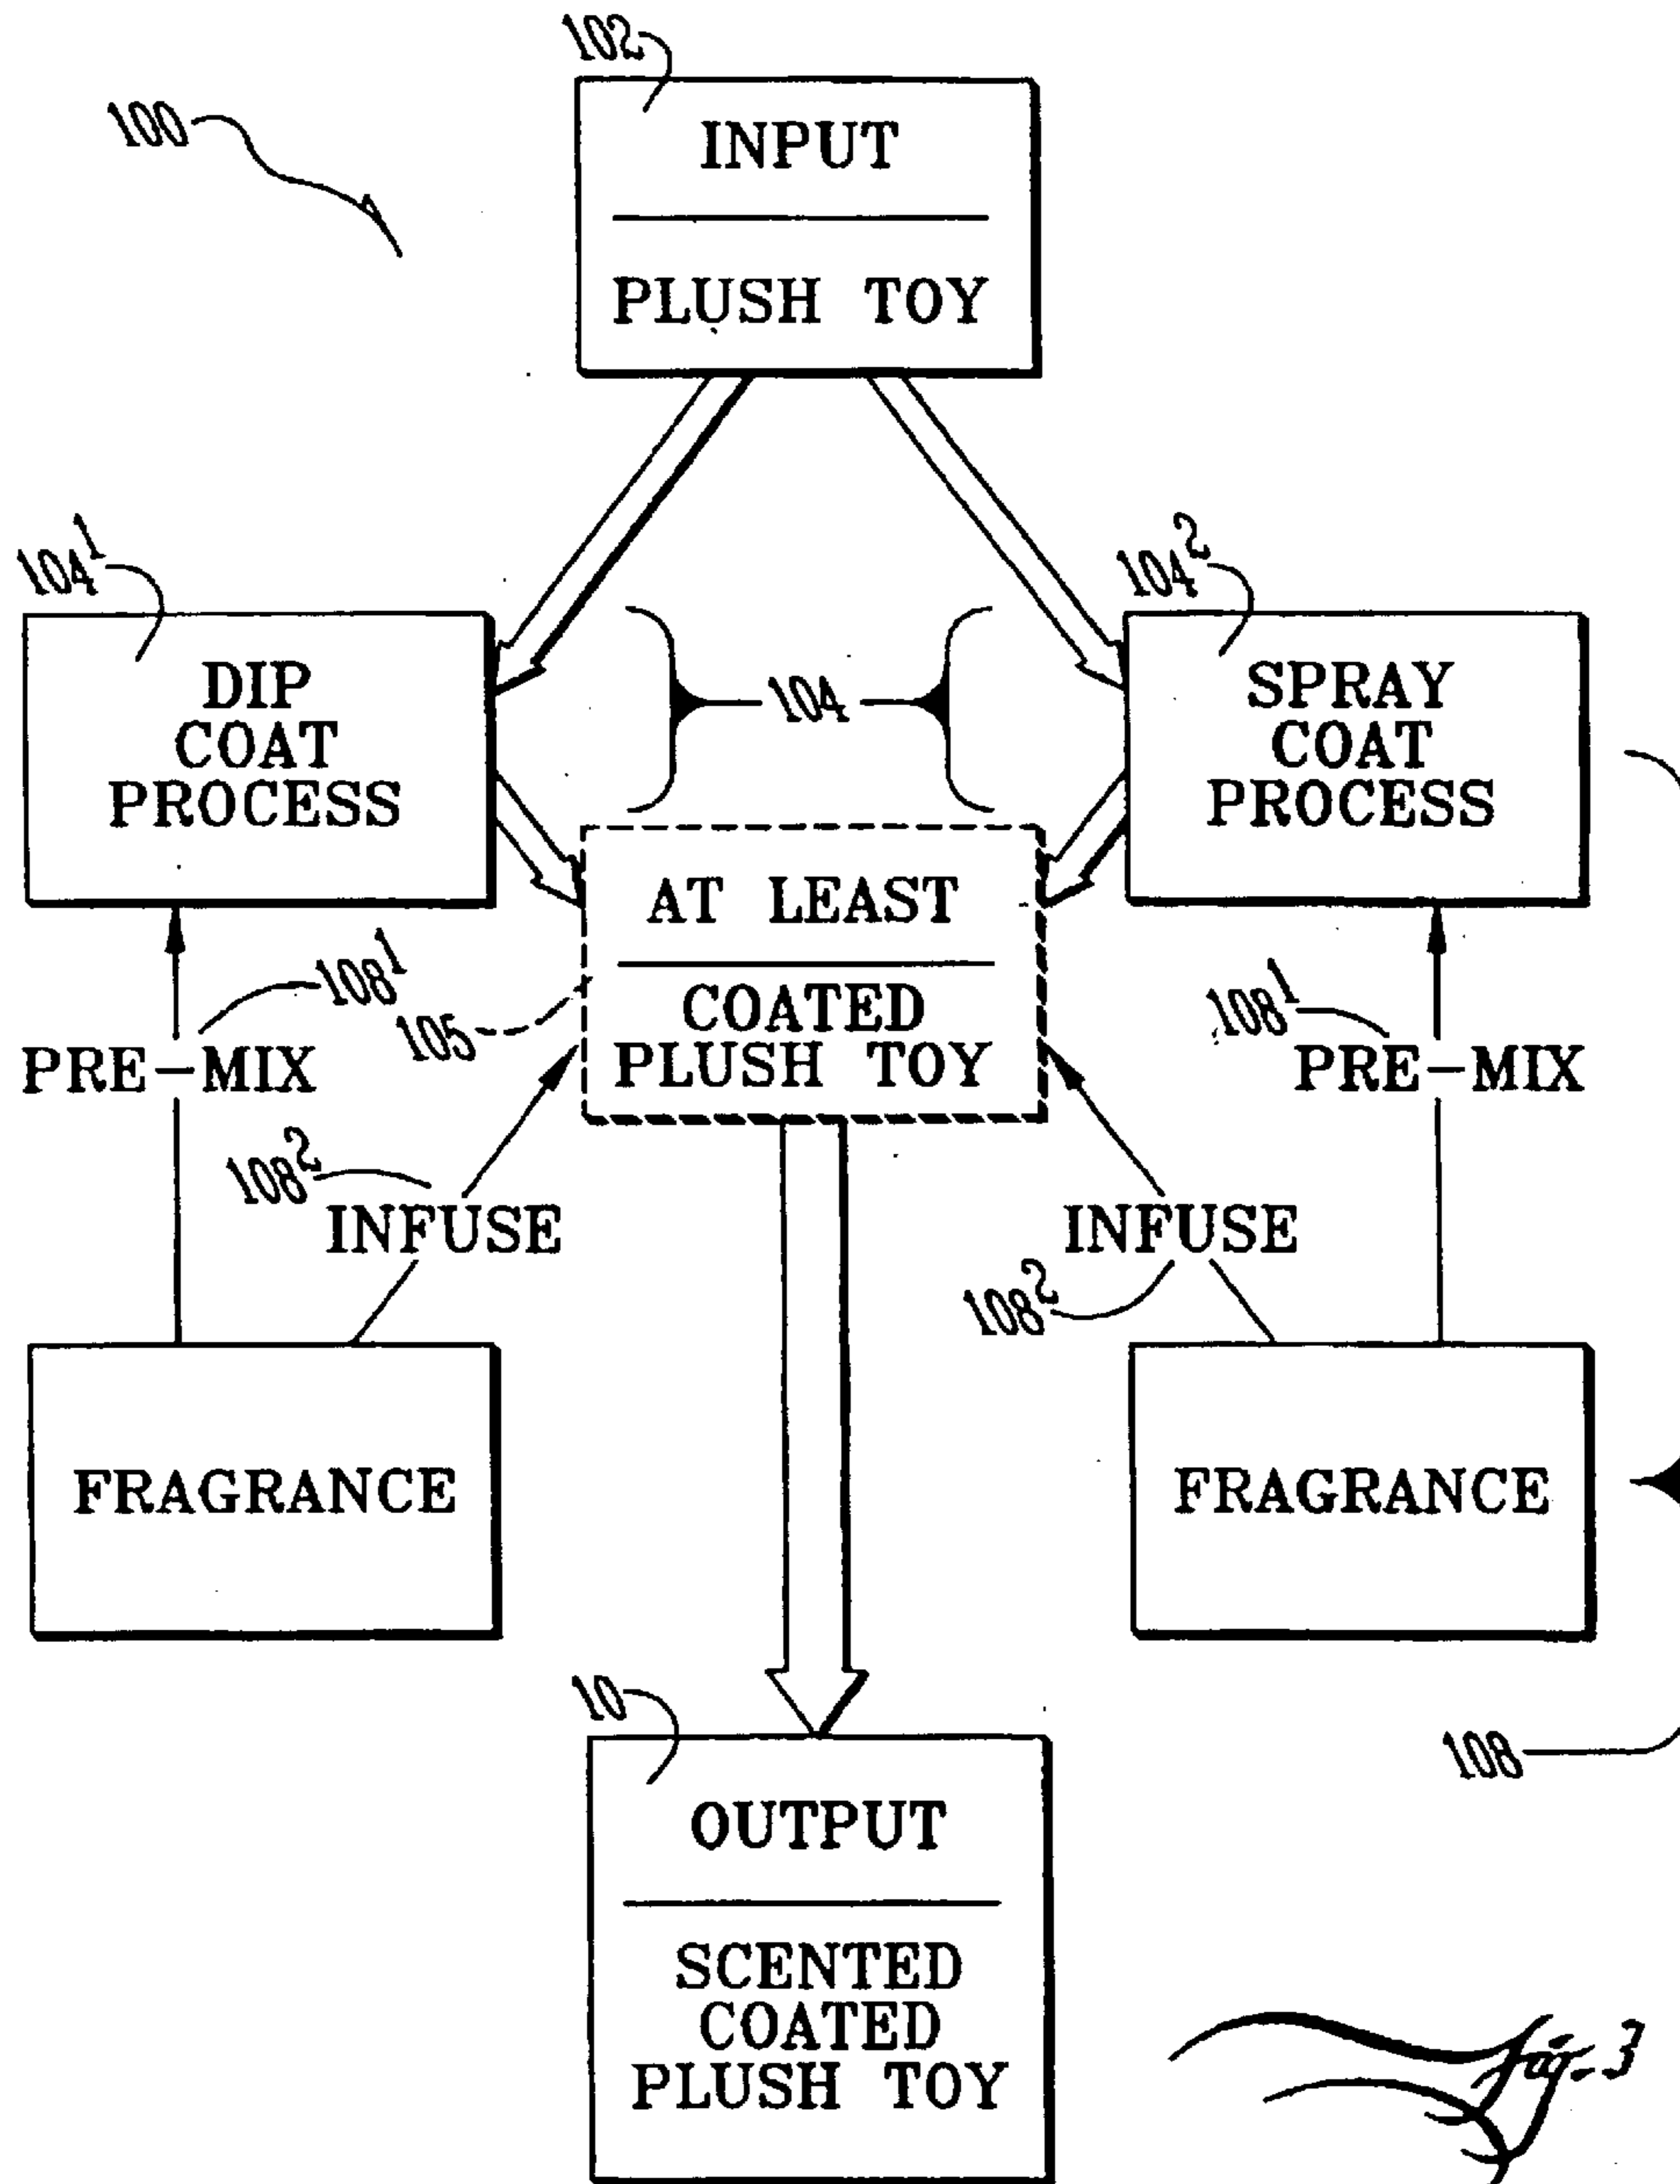 102
100
INPUT
PLUSH TOY
104¹
104²
DIP
COAT
PROCESS
104
SPRAY
COAT
PROCESS
AT LEAST
COATED
PLUSH TOY
105
108¹
PRE-MIX
108¹
PRE-MIX
108²
INFUSE
INFUSE
108²
FRAGRANCE
FRAGRANCE
108
10
OUTPUT
SCENTED
COATED
PLUSH TOY
fig. 3